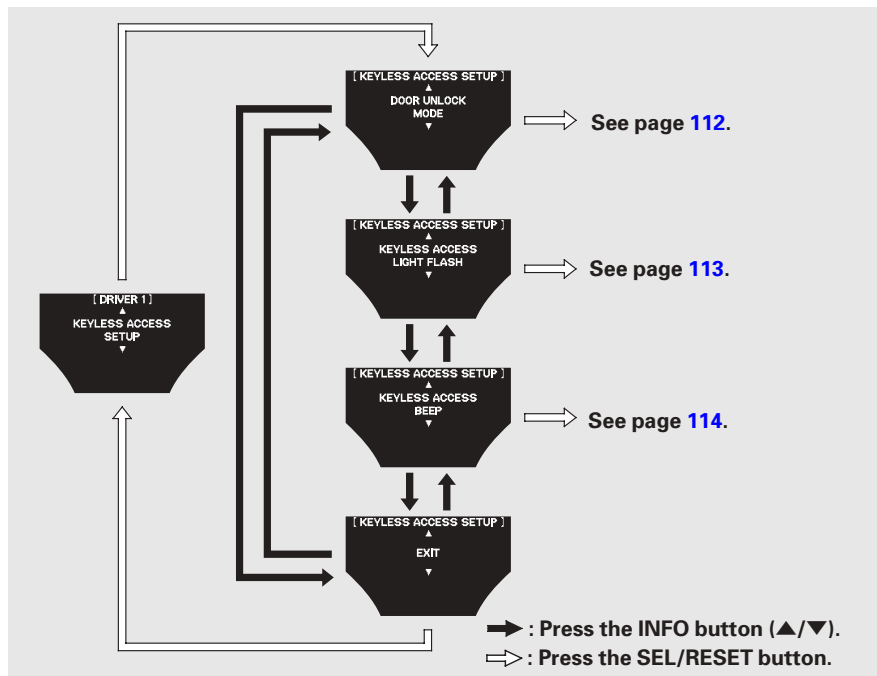 [ KEYLESS ACCESS SETUP ]
▲
DOOR UNLOCK
MODE
▼
See page 112.
[ KEYLESS ACCESS SETUP ]
▲
KEYLESS ACCESS
LIGHT FLASH
▼
See page 113.
[ DRIVER 1 ]
▲
KEYLESS ACCESS
SETUP
▼
[ KEYLESS ACCESS SETUP ]
▲
KEYLESS ACCESS
BEEP
▼
See page 114.
[ KEYLESS ACCESS SETUP ]
▲
EXIT
▼
: Press the INFO button (▲/▼).
: Press the SEL/RESET button.